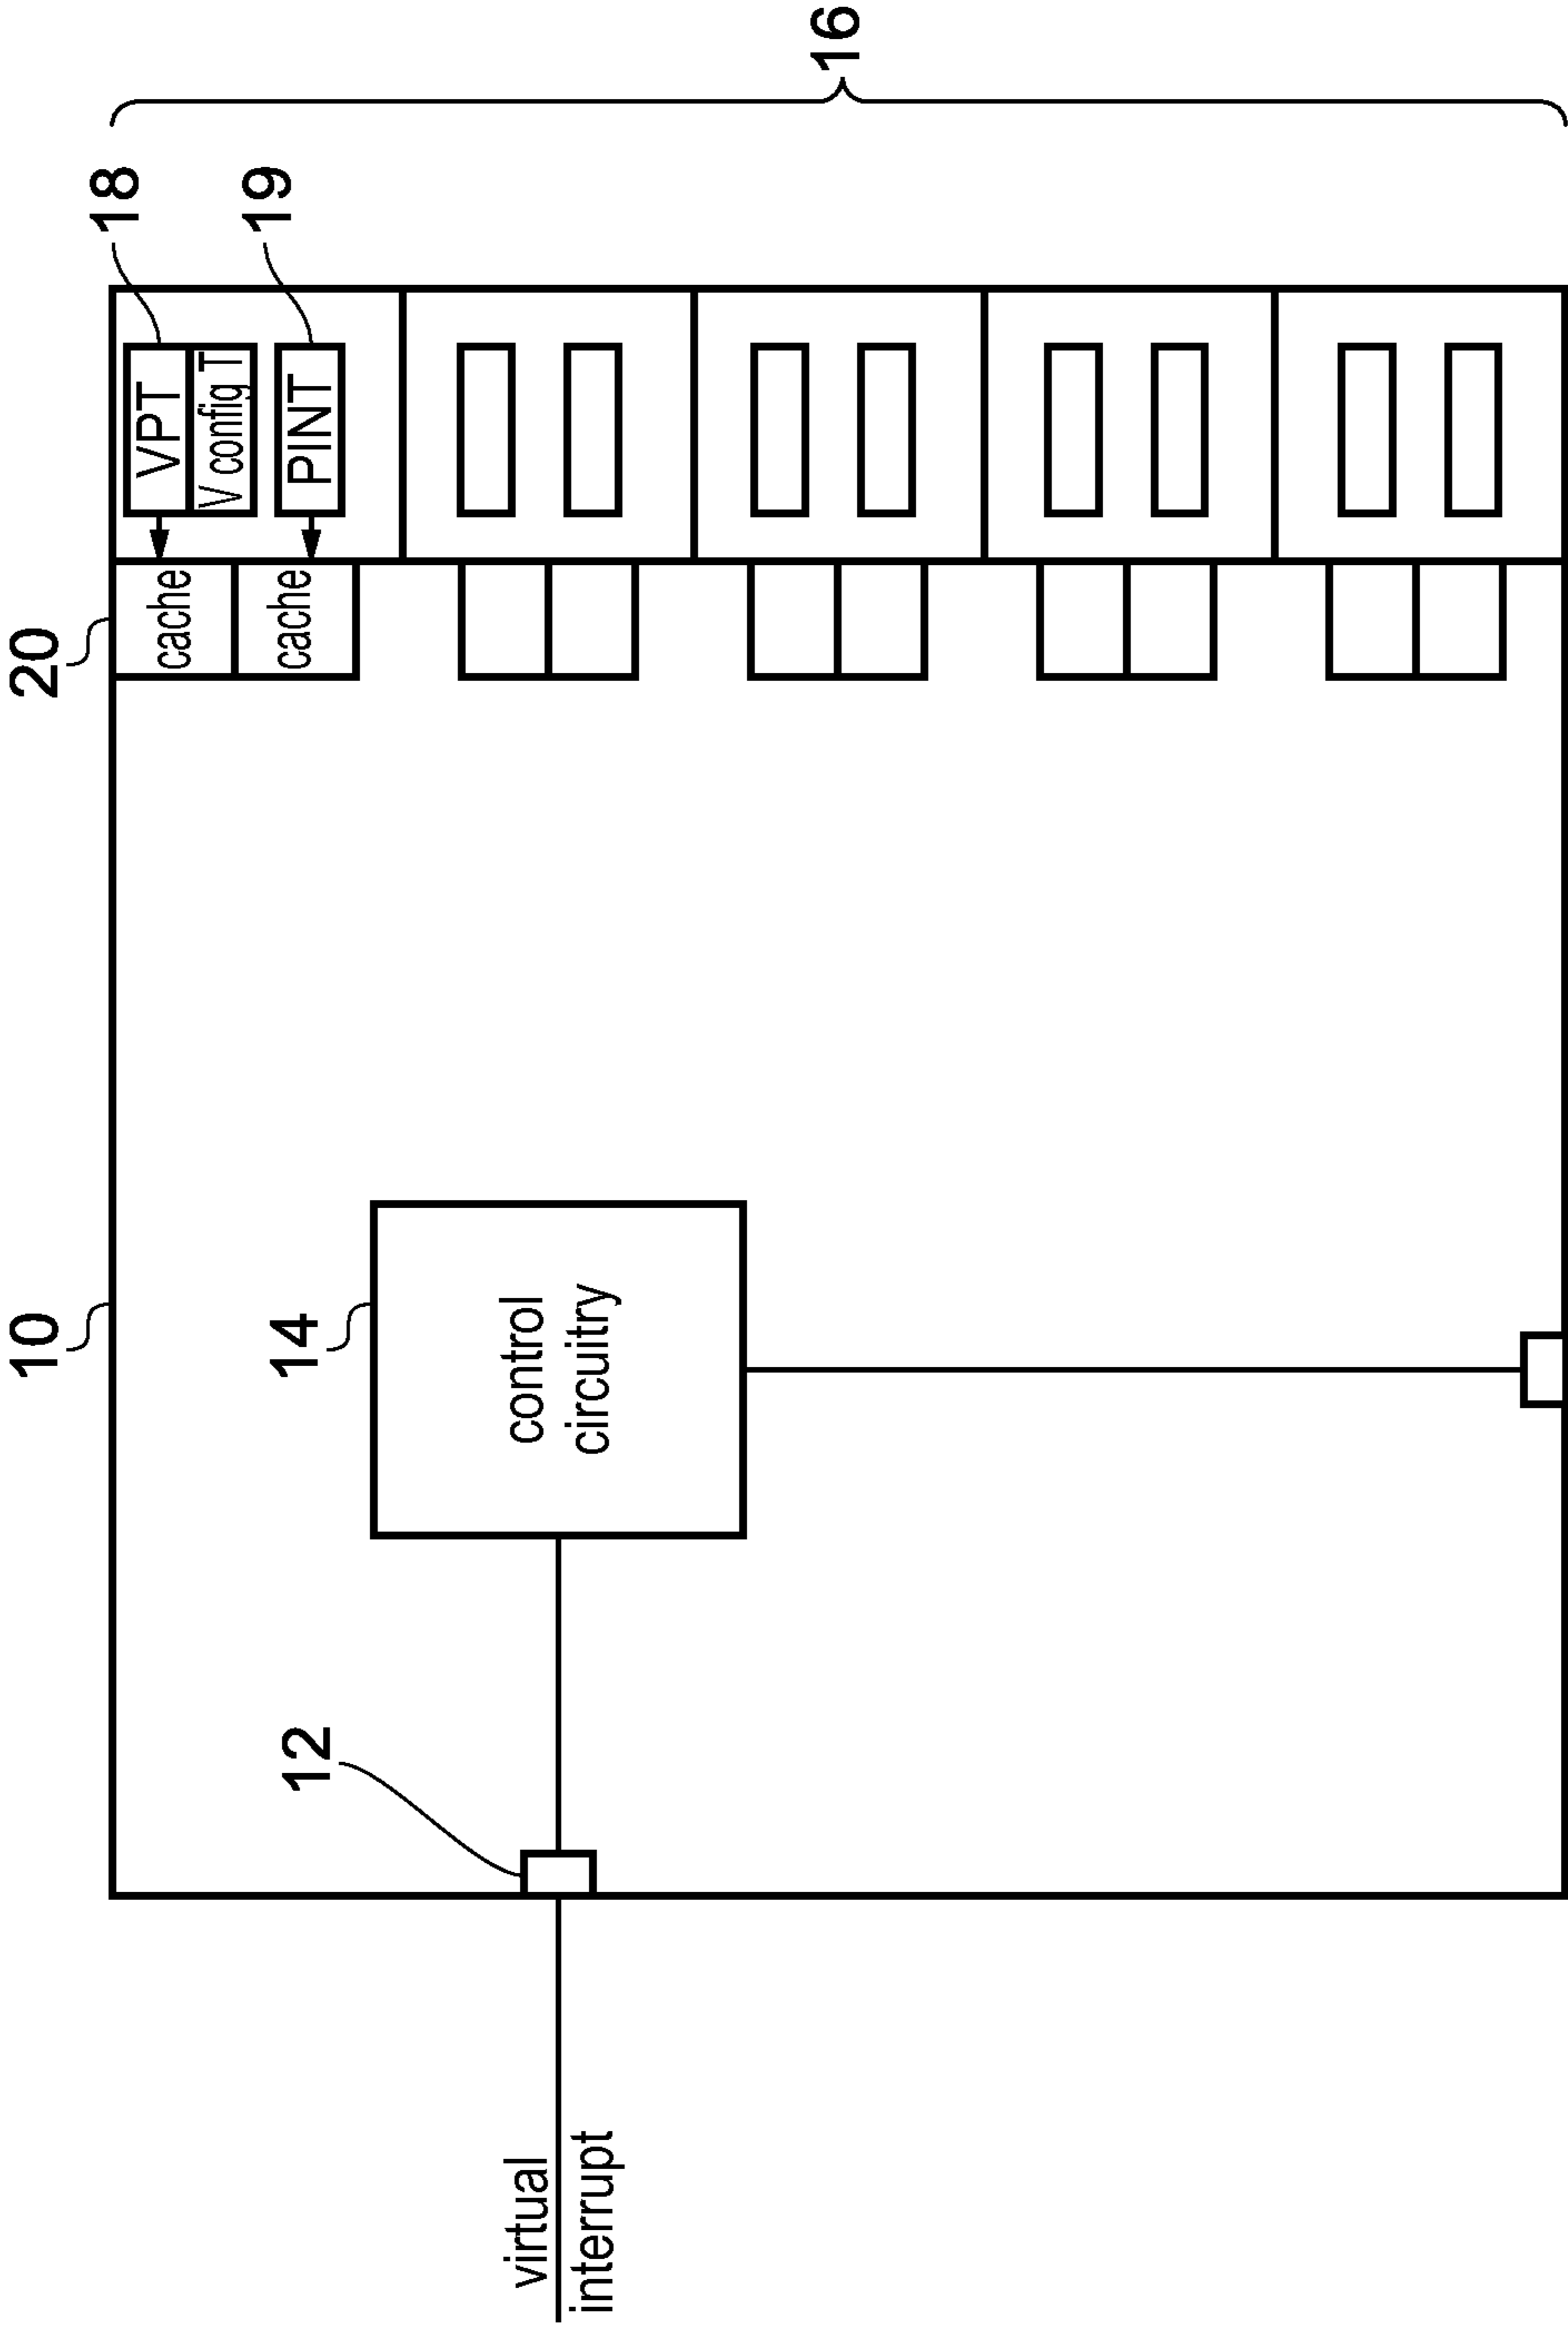 16
18
19
VPT
V config T
PINT
20
cache
cache
10
14
control
circuitry
12
virtual
interrupt